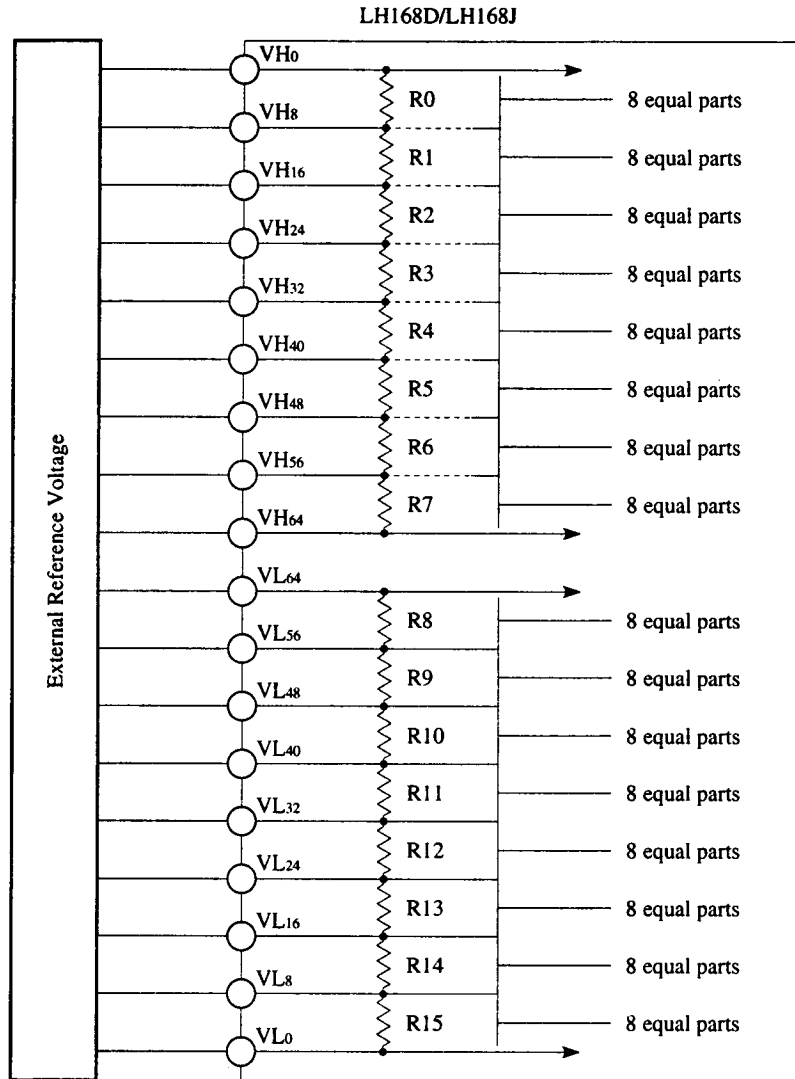 LH168D/LH168J
VH0
R0 8 equal parts
VH8
R1 8 equal parts
VH16
R2 8 equal parts
VH24
R3 8 equal parts
VH32
R4 8 equal parts
VH40
R5 8 equal parts
VH48
R6 8 equal parts
VH56
R7 8 equal parts
VH64
External Reference Voltage
VL64
R8 8 equal parts
VL56
R9 8 equal parts
VL48
R10 8 equal parts
VL40
R11 8 equal parts
VL32
R12 8 equal parts
VL24
R13 8 equal parts
VL16
R14 8 equal parts
VL8
R15 8 equal parts
VL0